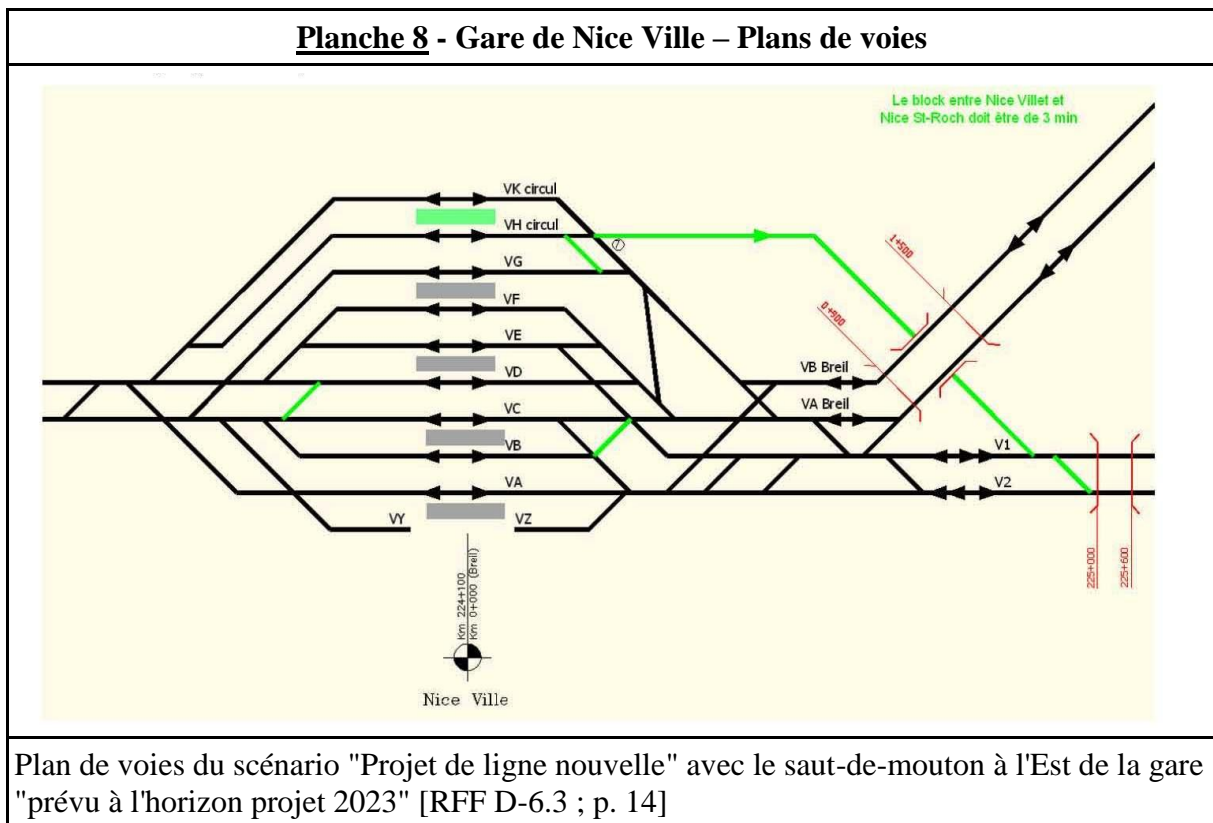 Planche 8 - Gare de Nice Ville – Plans de voies
Le block entre Nice Villet et
Nice St-Roch doit être de 3 min
VK circul
VH circul
VG
VF
VE
VD
VC
VB
VA
VY
VZ
1+500
0+900
VB Breil
VA Breil
V1
V2
225+000
225+600
Km 224+100
Km 0+000 (Breil)
Nice Ville
Plan de voies du scénario "Projet de ligne nouvelle" avec le saut-de-mouton à l'Est de la gare
"prévu à l'horizon projet 2023" [RFF D-6.3 ; p. 14]